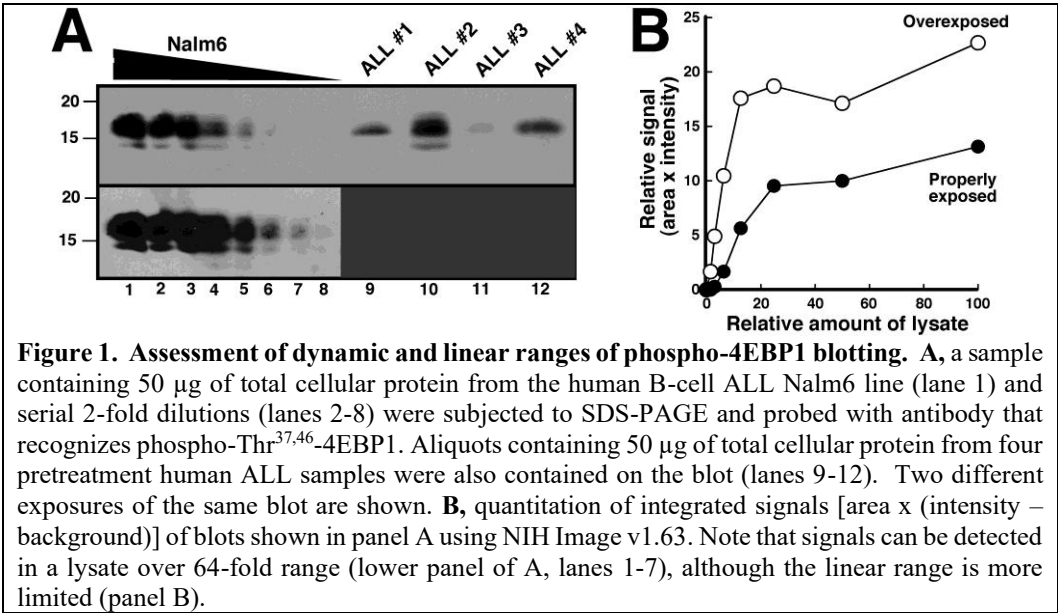 A
Nalm6
ALL #1
ALL #2
ALL #3
ALL #4
20
15
20
15
1 2 3 4 5 6 7 8 9 10 11 12
B
25
20
15
10
5
0
Relative signal
(area x intensity)
Overexposed
Properly
exposed
0 20 40 60 80 100
Relative amount of lysate
Figure 1. Assessment of dynamic and linear ranges of phospho-4EBP1 blotting. A, a sample
containing 50 µg of total cellular protein from the human B-cell ALL Nalm6 line (lane 1) and
serial 2-fold dilutions (lanes 2-8) were subjected to SDS-PAGE and probed with antibody that
recognizes phospho-Thr37,46-4EBP1. Aliquots containing 50 µg of total cellular protein from four
pretreatment human ALL samples were also contained on the blot (lanes 9-12). Two different
exposures of the same blot are shown. B, quantitation of integrated signals [area x (intensity –
background)] of blots shown in panel A using NIH Image v1.63. Note that signals can be detected
in a lysate over 64-fold range (lower panel of A, lanes 1-7), although the linear range is more
limited (panel B).